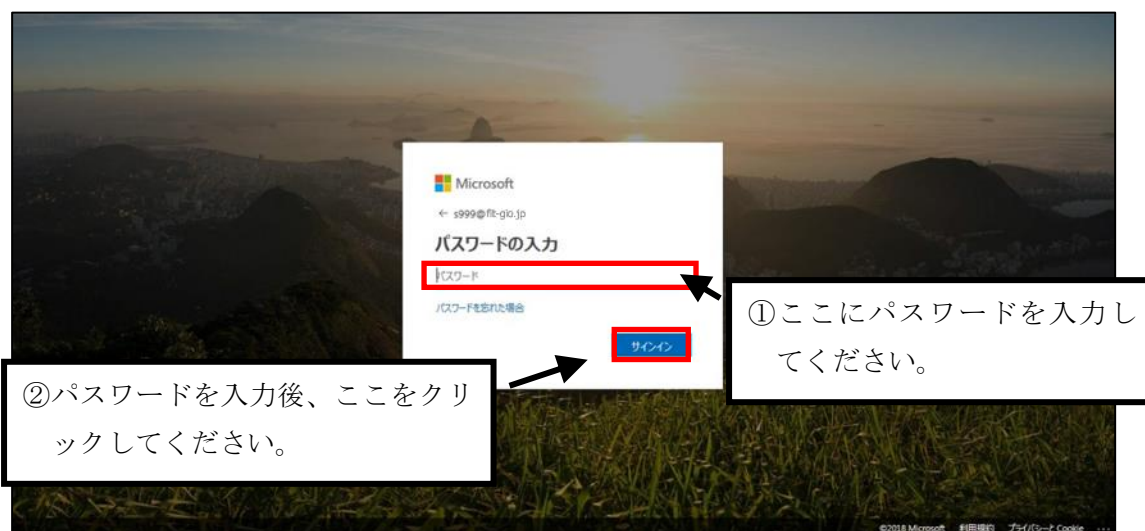 Microsoft
← s999@fit-gio.jp
パスワードの入力
パスワード
パスワードを忘れた場合
サインイン
①ここにパスワードを入力し
てください。
②パスワードを入力後、ここをクリ
ックしてください。
©2018 Microsoft 利用規約 プライバシーと Cookie ...